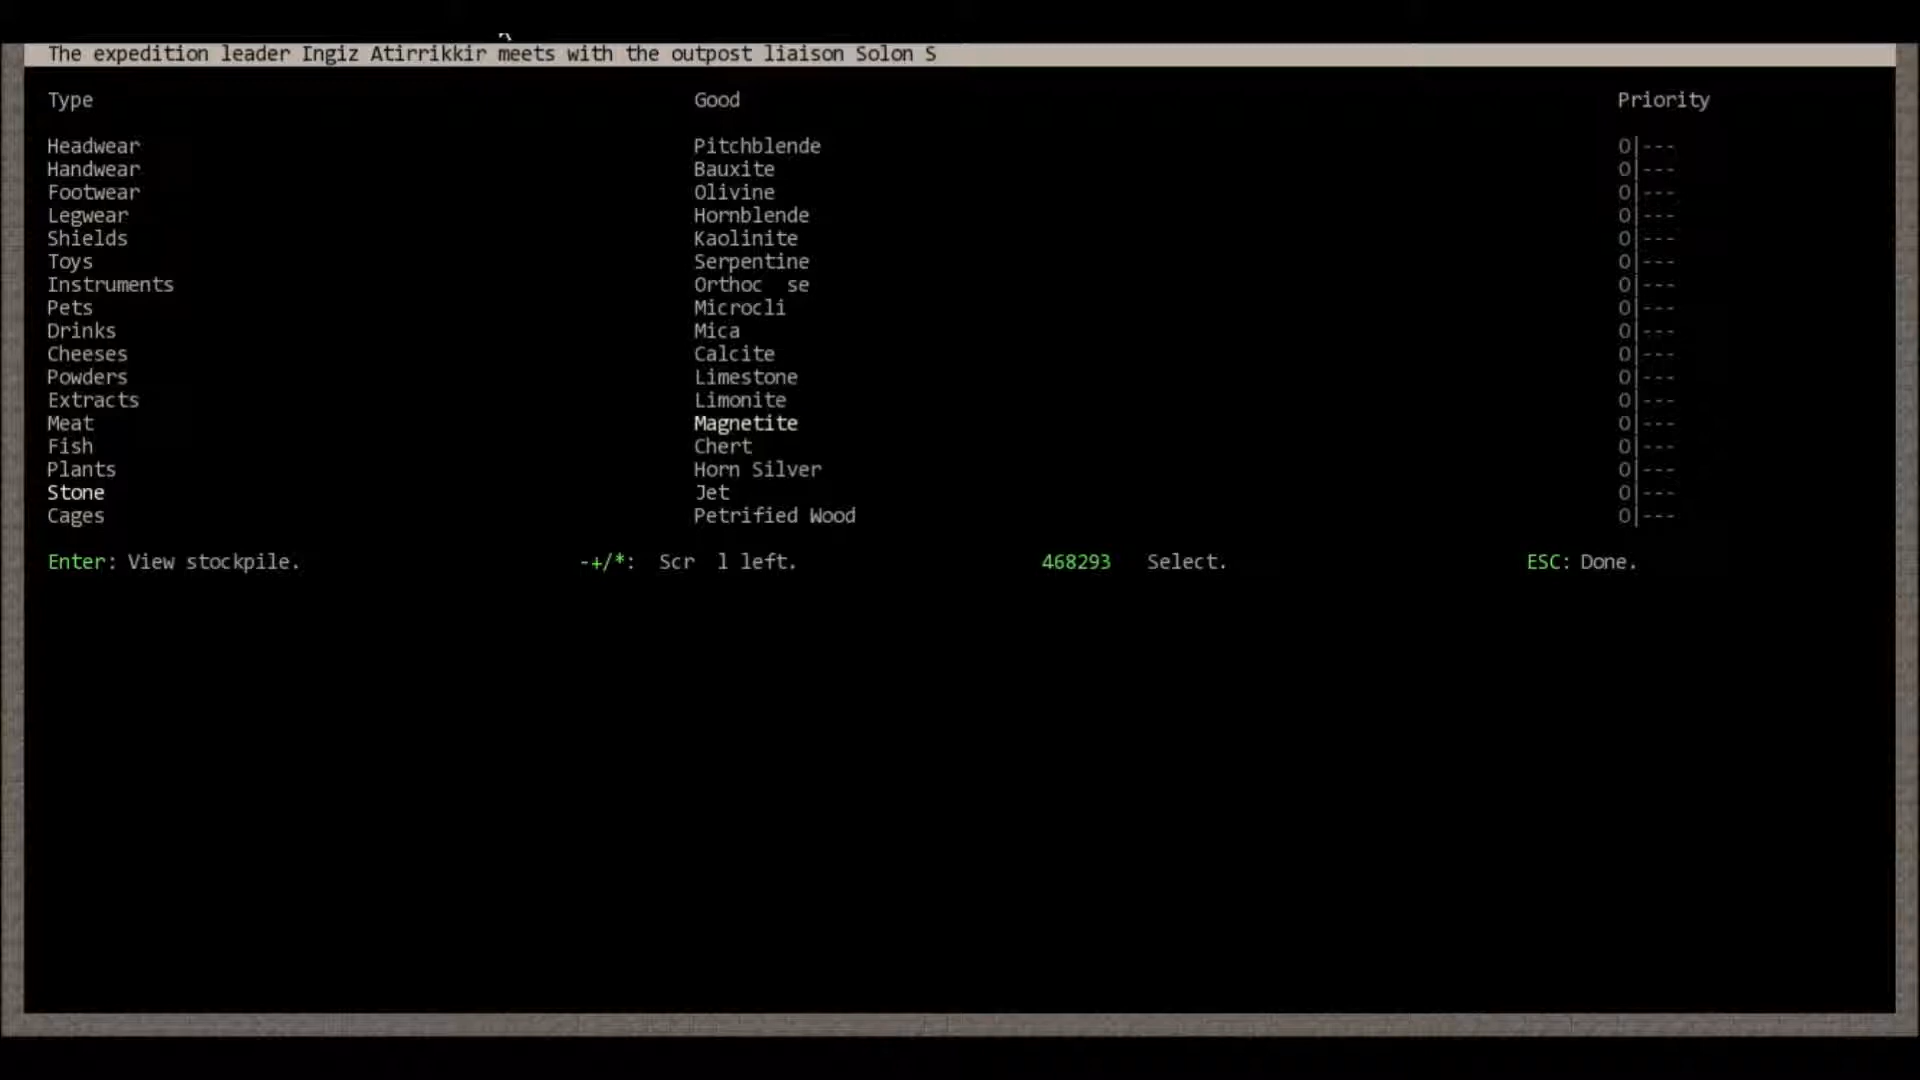 The expedition leader Ingiz Atirrikkir meets with the outpost liaison Solon S
Type Good Priority
Headwear Pitchblende 0|---
Handwear Bauxite 0|---
Footwear Olivine 0|---
Legwear Hornblende 0|---
Shields Kaolinite 0|---
Toys Serpentine 0|---
Instruments Orthoc se 0|---
Pets Microcli 0|---
Drinks Mica 0|---
Cheeses Calcite 0|---
Powders Limestone 0|---
Extracts Limonite 0|---
Meat Magnetite 0|---
Fish Chert 0|---
Plants Horn Silver 0|---
Stone Jet 0|---
Cages Petrified Wood 0|---
Enter: View stockpile. -+/*: Scr l left. 468293 Select. ESC: Done.